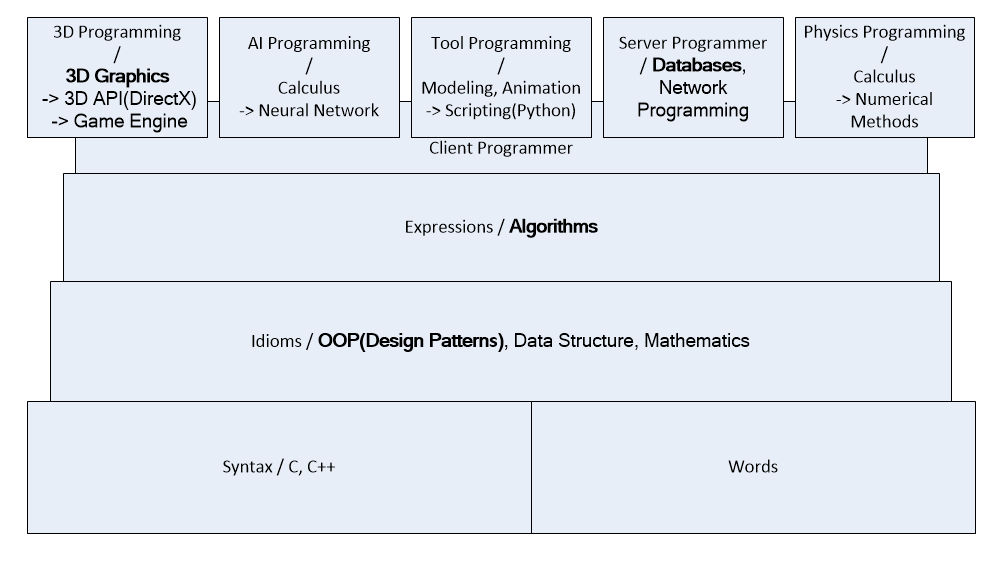 3D Programming
/
3D Graphics
-> 3D API(DirectX)
-> Game Engine
AI Programming
/
Calculus
-> Neural Network
Tool Programming
/
Modeling, Animation
-> Scripting(Python)
Server Programmer
/ Databases,
Network
Programming
Physics Programming
/
Calculus
-> Numerical
Methods
Client Programmer
Expressions / Algorithms
Idioms / OOP(Design Patterns), Data Structure, Mathematics
Syntax / C, C++
Words